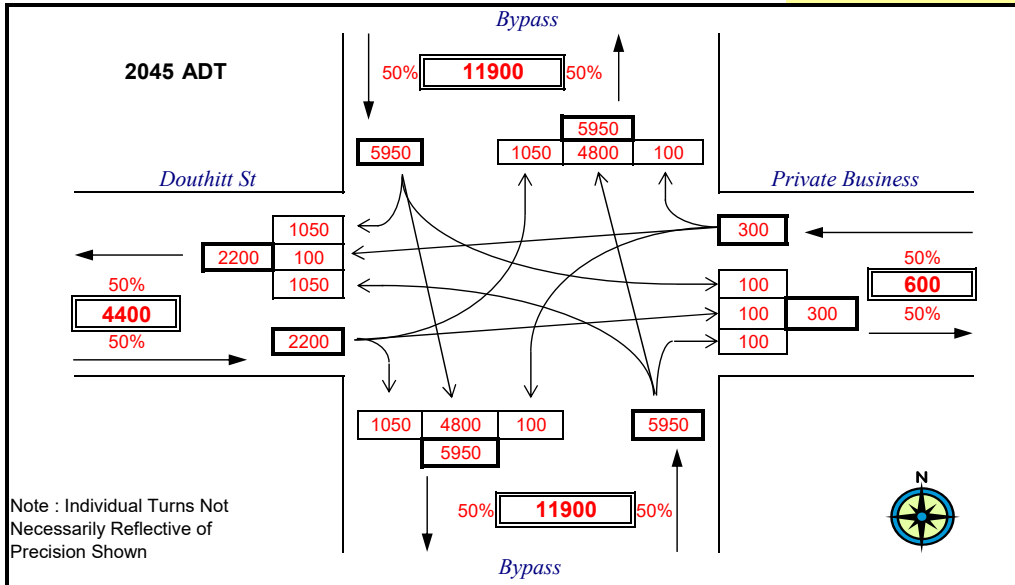 Bypass
2045 ADT
50% 11900 50%
5950
5950
1050 4800 100
Douthitt St
Private Business
1050
300
2200 100
50%
50%
1050
100
600
4400
100 300
50%
50%
2200
100
1050 4800 100
5950
5950
N
Note : Individual Turns Not
Necessarily Reflective of
Precision Shown
50% 11900 50%
Bypass